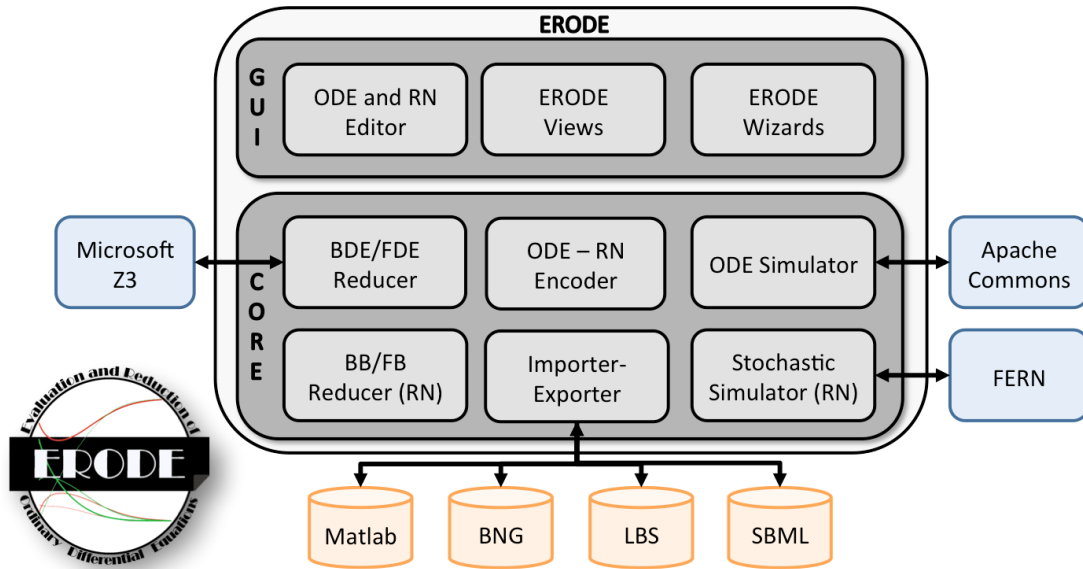 ERODE
GUI
ODE and RN
Editor
ERODE
Views
ERODE
Wizards
CORE
BDE/FDE
Reducer
ODE – RN
Encoder
ODE Simulator
BB/FB
Reducer (RN)
Importer-
Exporter
Stochastic
Simulator (RN)
Microsoft
Z3
Apache
Commons
FERN
Matlab
BNG
LBS
SBML
Evaluation and Reduction of
ERODE
Ordinary Differential Equations